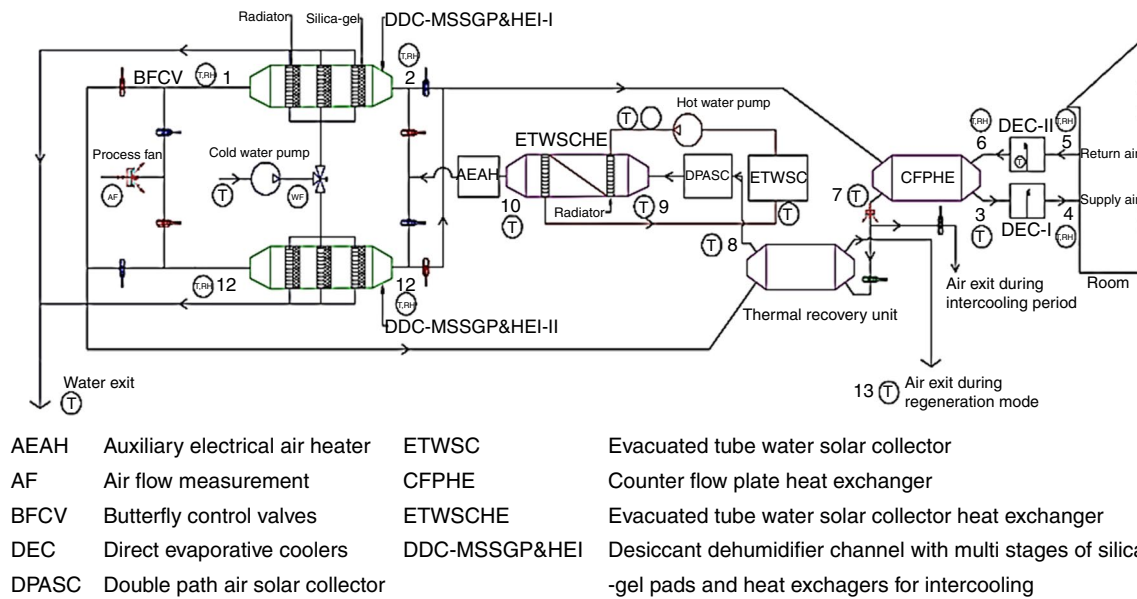 Radiator
Silica-gel
DDC-MSSGP&HEI-I
BFCV
T,RH
1
T,RH
2
Hot water pump
T
ETWSCHE
Process fan
AF
Cold water pump
T
WF
AEAH
DPASC
ETWSC
Radiator
T
9
T
10
T
T
8
T,RH
DEC-II
T,RH
6
5
T
Return air
CFPHE
7
T
3
T
Supply air
4
DEC-I
T,RH
T,RH
12
12
T,RH
DDC-MSSGP&HEI-II
Thermal recovery unit
Air exit during
intercooling period
Room
Water exit
T
13
T
Air exit during
regeneration mode
AEAH Auxiliary electrical air heater ETWSC Evacuated tube water solar collector
AF Air flow measurement CFPHE Counter flow plate heat exchanger
BFCV Butterfly control valves ETWSCHE Evacuated tube water solar collector heat exchanger
DEC Direct evaporative coolers DDC-MSSGP&HEI Desiccant dehumidifier channel with multi stages of silica
DPASC Double path air solar collector -gel pads and heat exchagers for intercooling